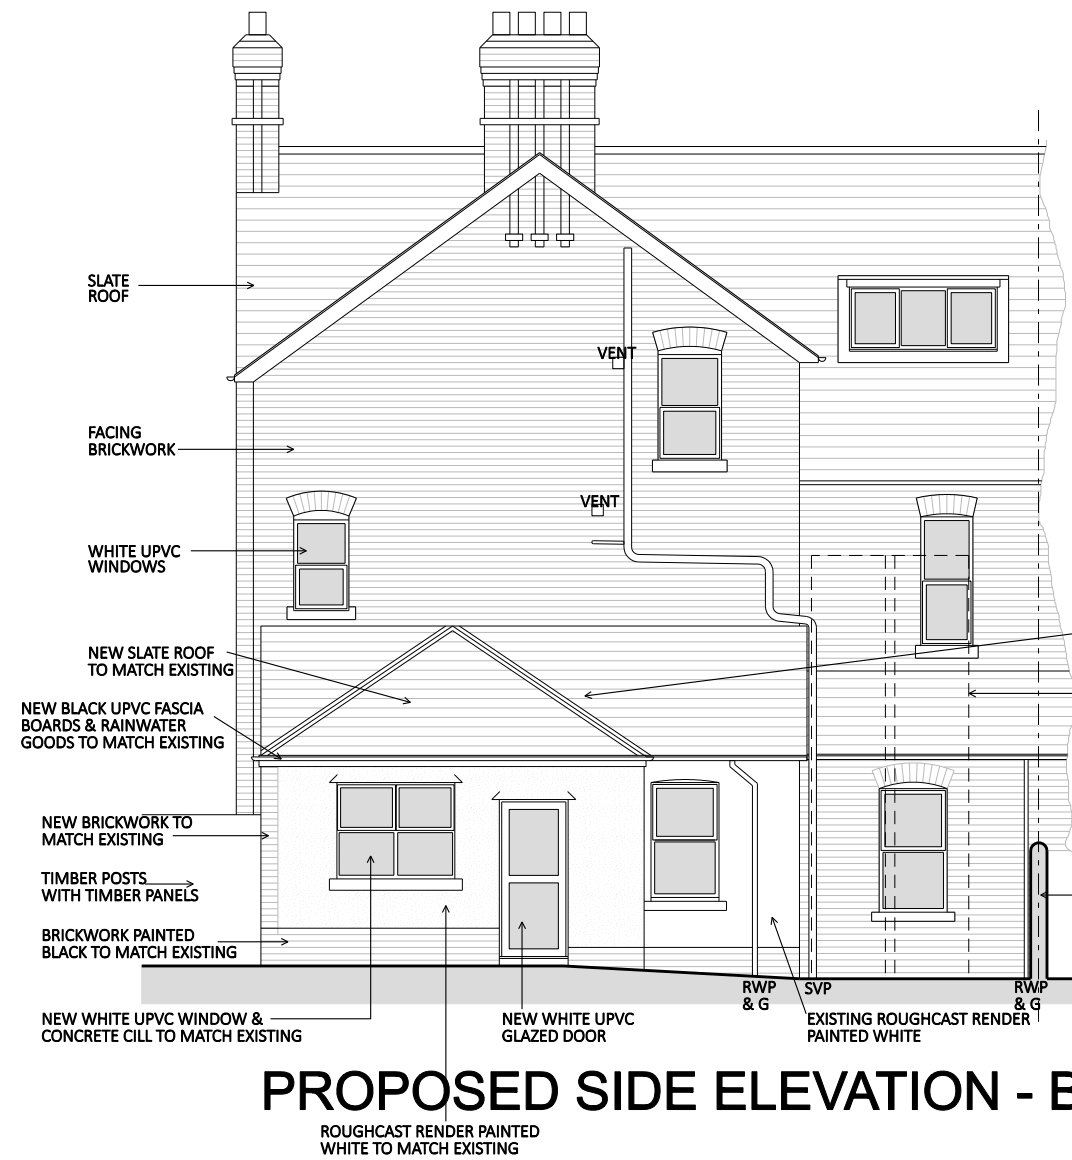 SLATE
ROOF
VENT
FACING
BRICKWORK
VENT
WHITE UPVC
WINDOWS
NEW SLATE ROOF
TO MATCH EXISTING
NEW BLACK UPVC FASCIA
BOARDS & RAINWATER
GOODS TO MATCH EXISTING
NEW BRICKWORK TO
MATCH EXISTING
TIMBER POSTS
WITH TIMBER PANELS
BRICKWORK PAINTED
BLACK TO MATCH EXISTING
RWP
& G
SVP
RWP
& G
NEW WHITE UPVC WINDOW &
CONCRETE CILL TO MATCH EXISTING
NEW WHITE UPVC
GLAZED DOOR
EXISTING ROUGHCAST RENDER
PAINTED WHITE
PROPOSED SIDE ELEVATION - B
ROUGHCAST RENDER PAINTED
WHITE TO MATCH EXISTING